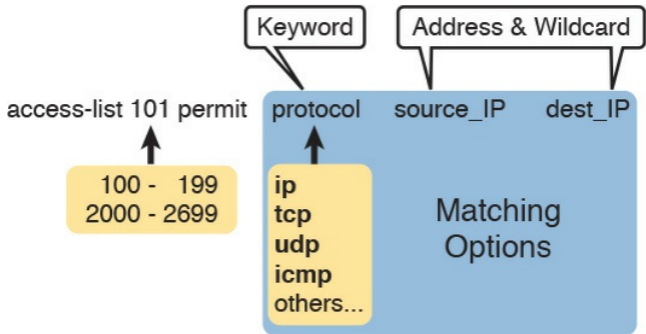 Keyword
Address & Wildcard
access-list 101 permit protocol source_IP dest_IP
100 - 199
2000 - 2699
ip
tcp
udp
icmp
others...
Matching
Options